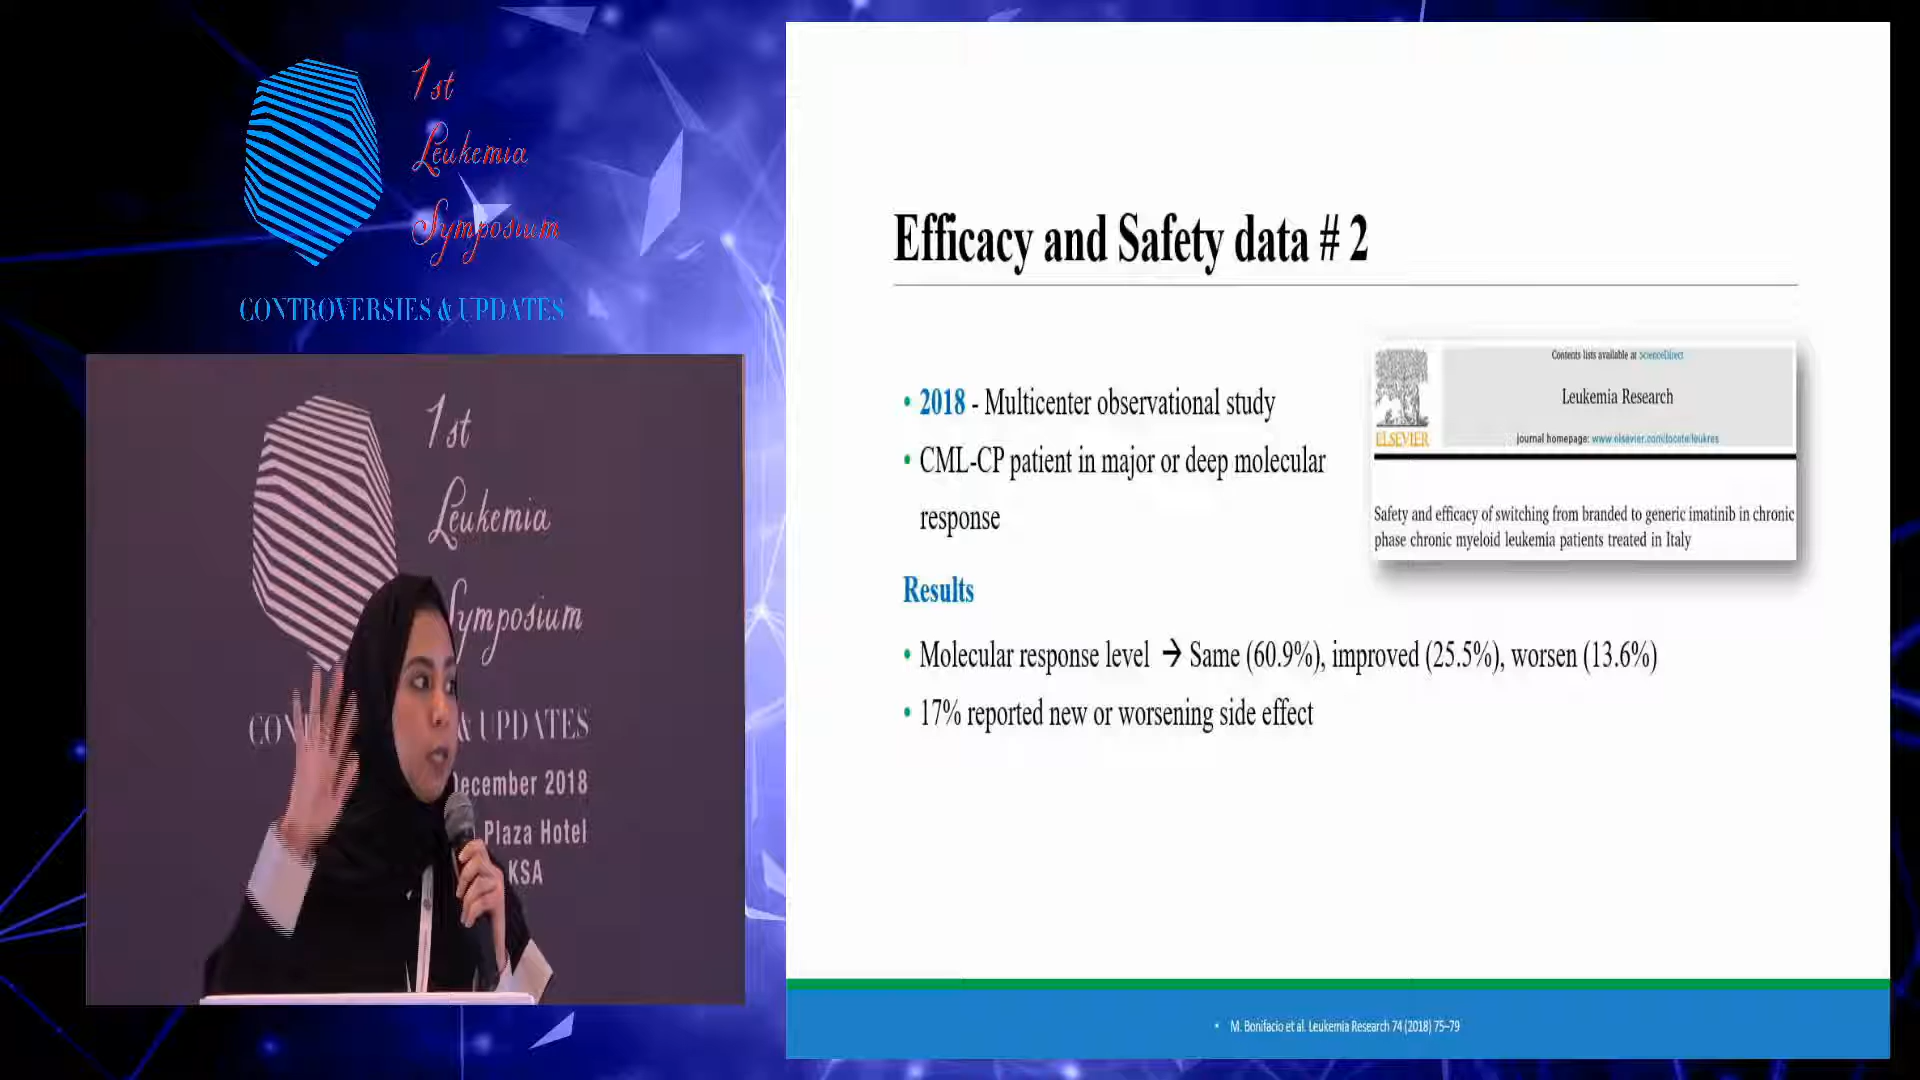 1st
Leukemia
Symposium
CONTROVERSIES & UPDATES
1st
Leukemia
Symposium
& UPDATES
December 2018
Plaza Hotel
KSA
Efficacy and Safety data # 2
• 2018 - Multicenter observational study
• CML-CP patient in major or deep molecular
response
Results
• Molecular response level → Same (60.9%), improved (25.5%), worsen (13.6%)
• 17% reported new or worsening side effect
Contents lists available at ScienceDirect
Leukemia Research
ELSEVIER
journal homepage: www.elsevier.com/locate/leukres
Safety and efficacy of switching from branded to generic imatinib in chronic
phase chronic myeloid leukemia patients treated in Italy
• M. Bonifacio et al. Leukemia Research 74 (2018) 75–79